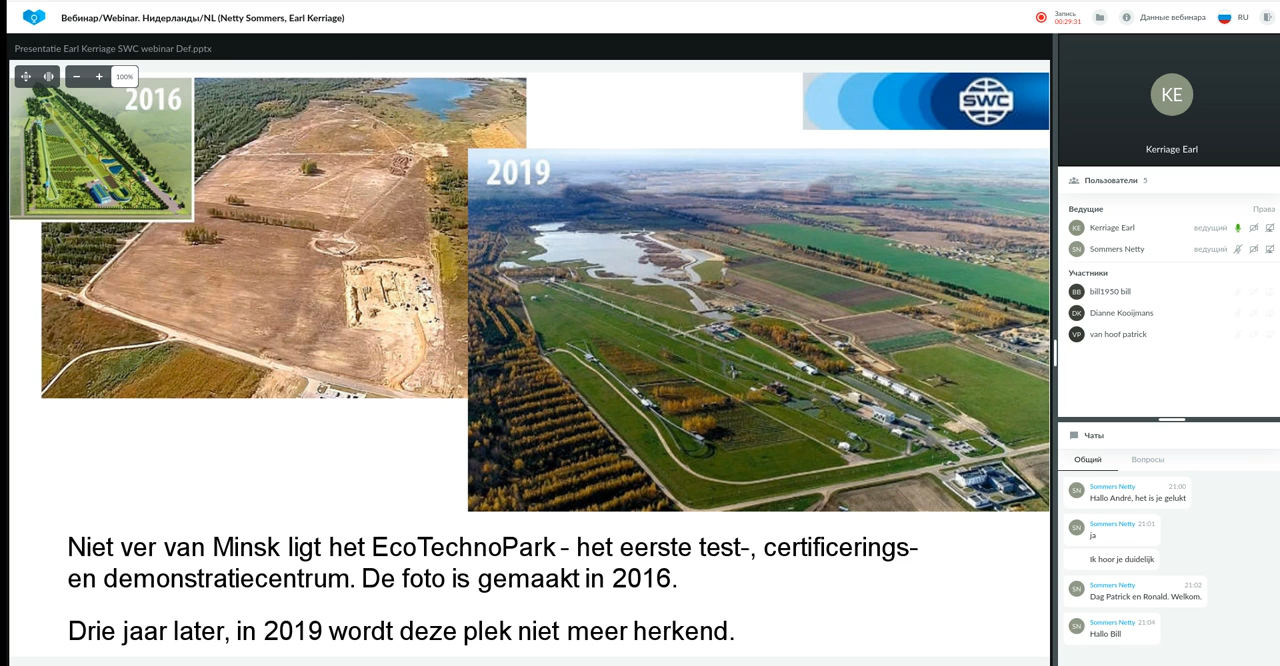 Вебинар/Webinar. Нидерланды/NL (Netty Sommers, Earl Kerriage)
Запись
00:29:31
Данные вебинара
RU
Presentatie Earl Kerriage SWC webinar Def.pptx
100%
2016
SWC
2019
Niet ver van Minsk ligt het EcoTechnoPark - het eerste test-, certificerings-
en demonstratiecentrum. De foto is gemaakt in 2016.
Drie jaar later, in 2019 wordt deze plek niet meer herkend.
KE
Kerriage Earl
Пользователи 5
Ведущие Права
KE Kerriage Earl ведущий
SN Sommers Netty ведущий
Участники
BB bill1950 bill
DK Dianne Kooijmans
VP van hoof patrick
Чаты
Общий Вопросы
SN Sommers Netty 21:00
Hallo André, het is je gelukt
SN Sommers Netty 21:01
ja
Ik hoor je duidelijk
SN Sommers Netty 21:02
Dag Patrick en Ronald. Welkom.
SN Sommers Netty 21:04
Hallo Bill